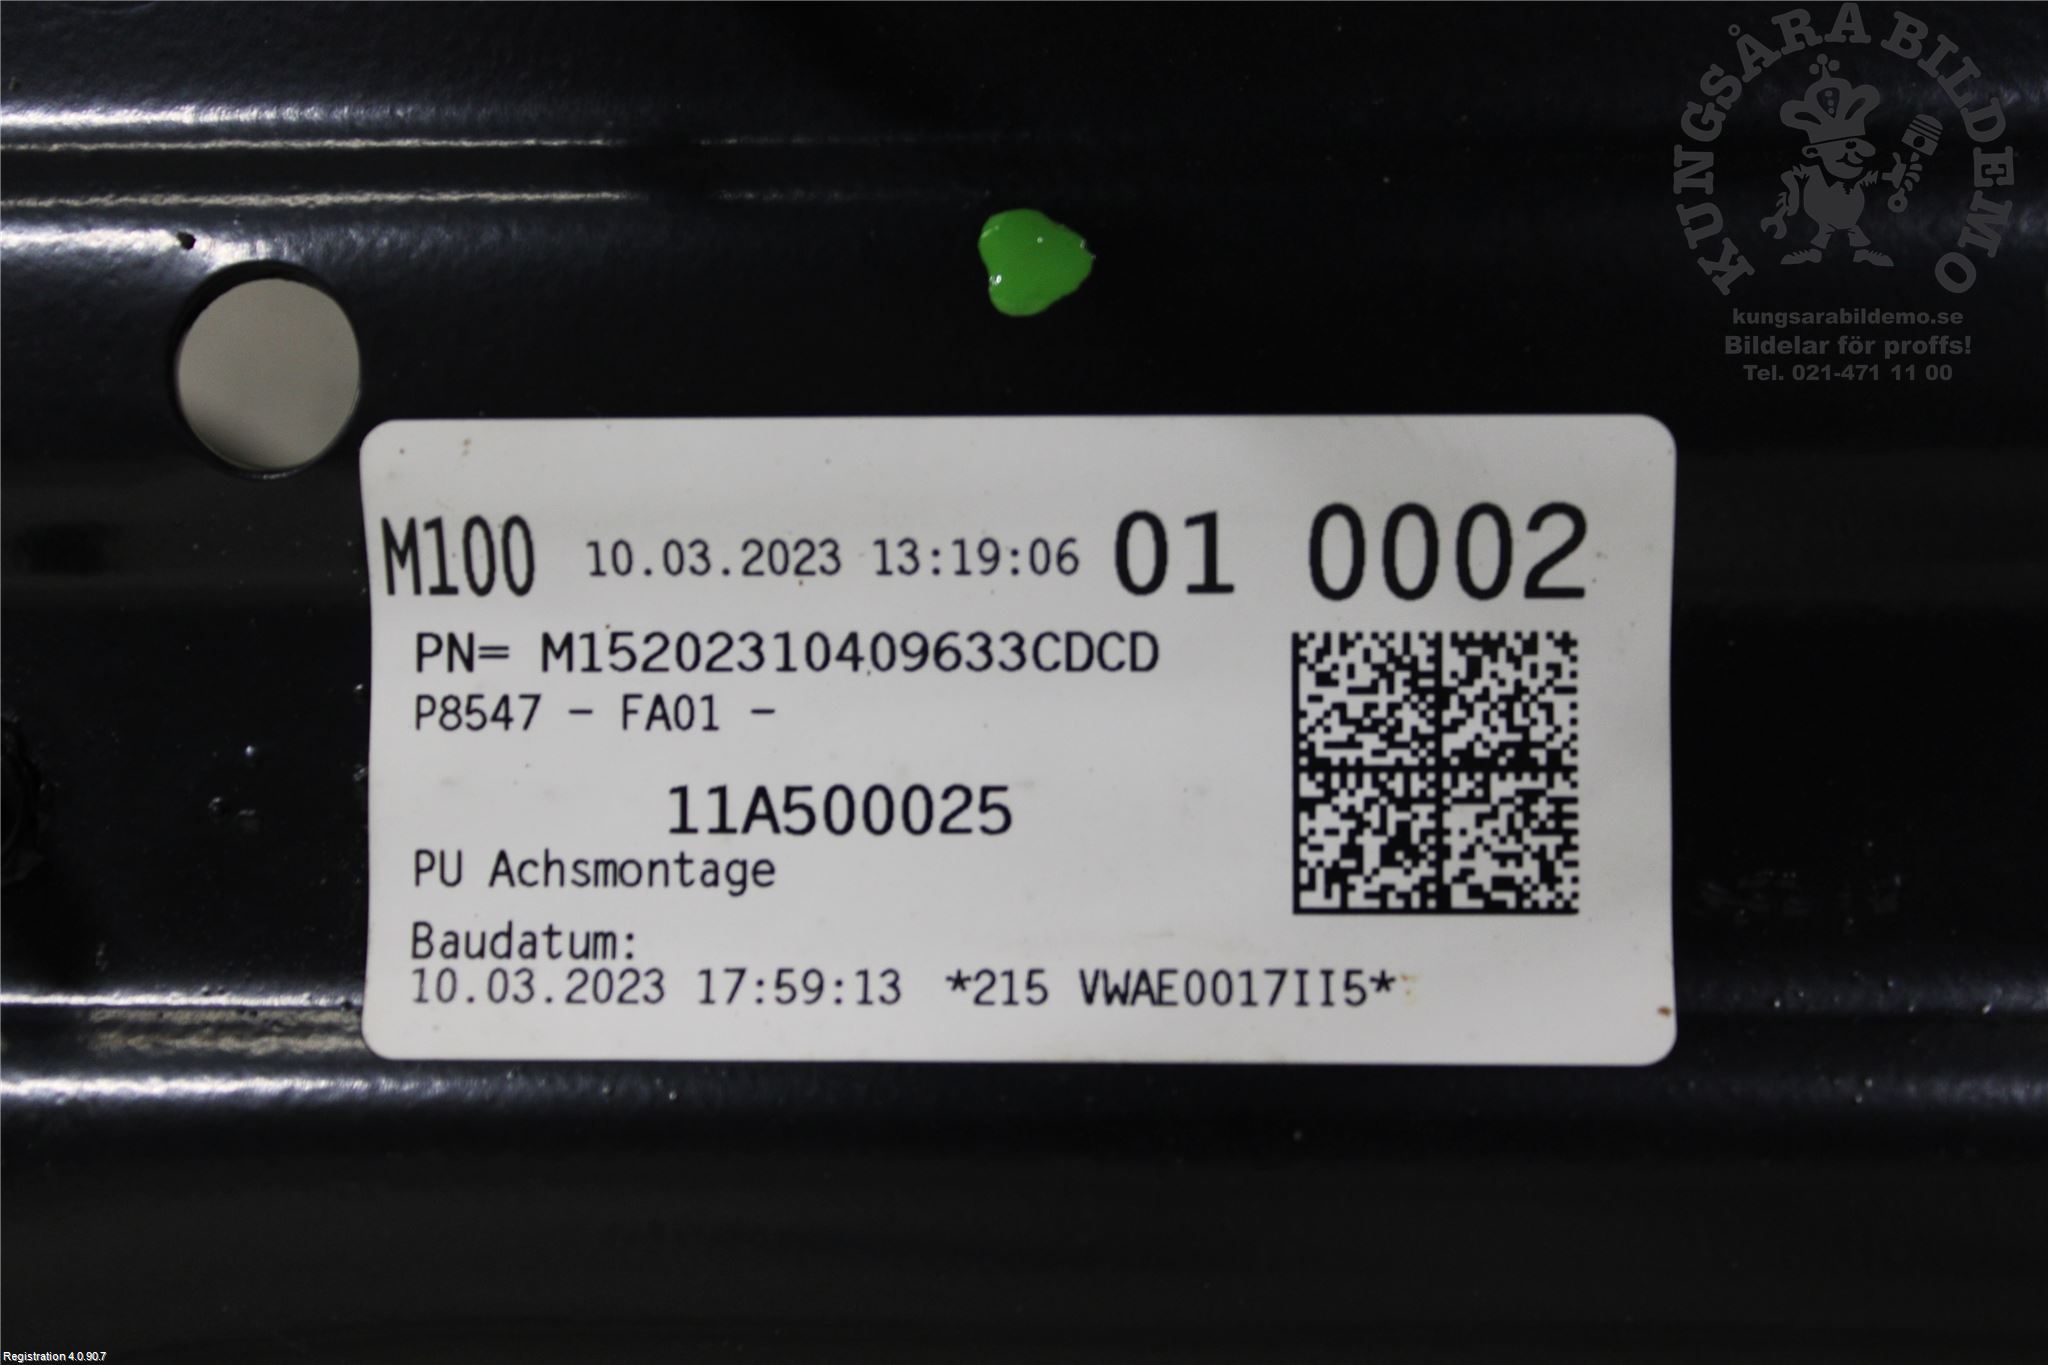 KUNGSÅRA BILDEMO
kungsarabildemo.se
Bildelar för proffs!
Tel. 021-471 11 00
M100 10.03.2023 13:19:06 01 0002
PN= M15202310409633CDCD
P8547 - FA01 -
11A500025
PU Achsmontage
Baudatum:
10.03.2023 17:59:13 *215 VWAE0017II5*
Registration 4.0.90.7